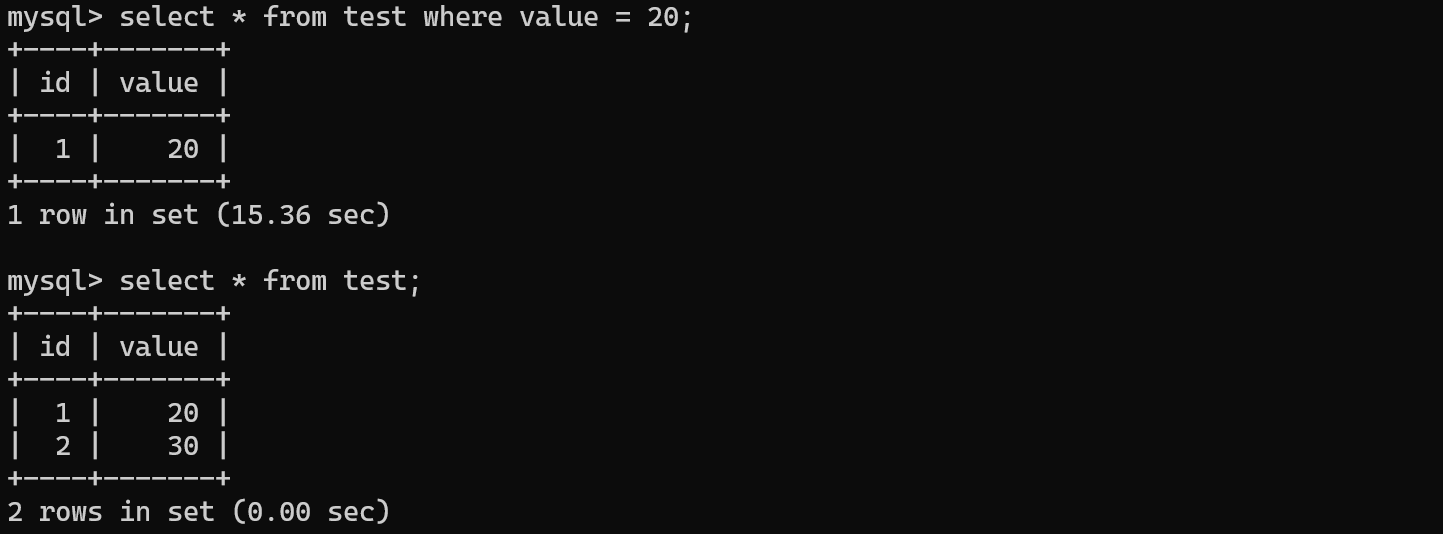 mysql> select * from test where value = 20;
+----+-------+
| id | value |
+----+-------+
|  1 |    20 |
+----+-------+
1 row in set (15.36 sec)

mysql> select * from test;
+----+-------+
| id | value |
+----+-------+
|  1 |    20 |
|  2 |    30 |
+----+-------+
2 rows in set (0.00 sec)